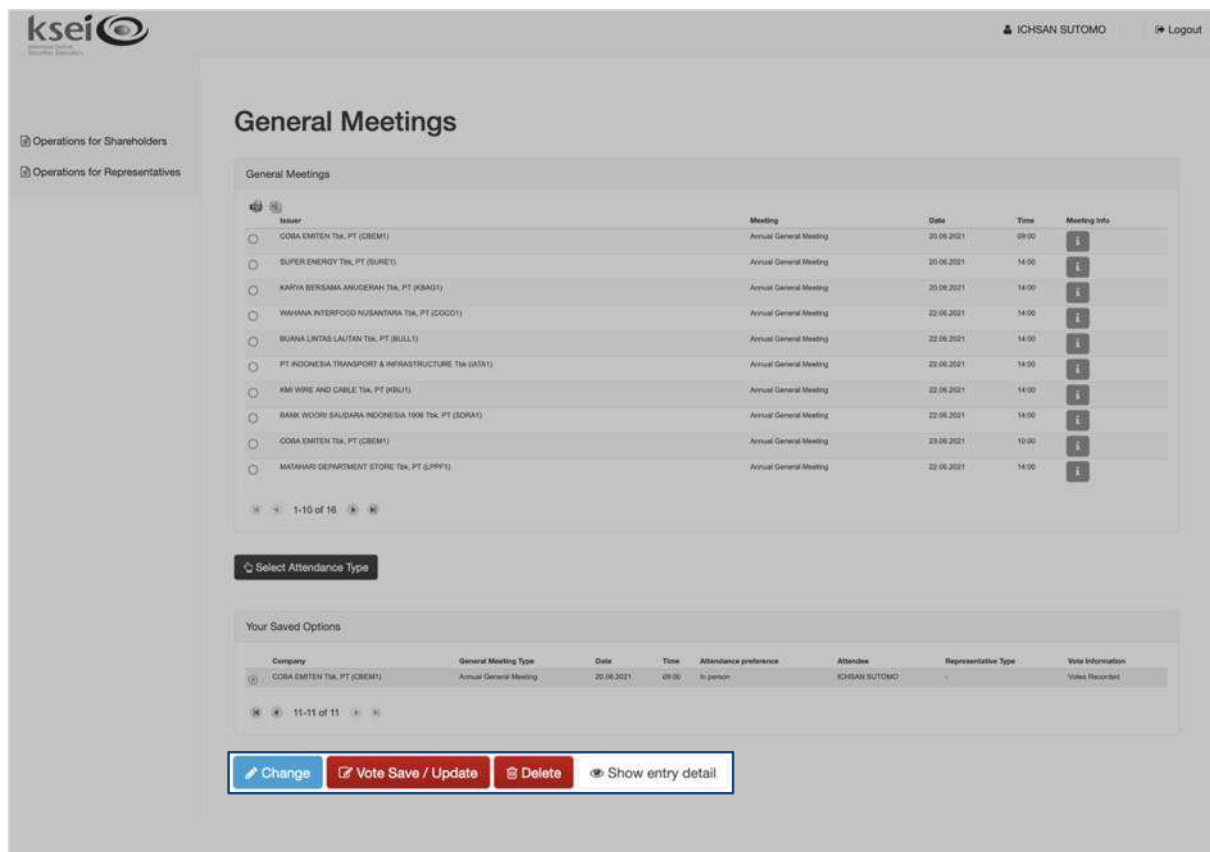 ksei
ICHSAN SUTOMO
Logout
Operations for Shareholders
Operations for Representatives
General Meetings
General Meetings
Issuer Meeting Date Time Meeting Info
COBA EMITEN Tbk, PT (CBEM1) Annual General Meeting 20.06.2021 09:00 i
SUPER ENERGY Tbk, PT (SURE1) Annual General Meeting 20.06.2021 14:00 i
KARYA BERSAMA ANUGERAH Tbk, PT (KBAG1) Annual General Meeting 20.06.2021 14:00 i
WAHANA INTERFOOD NUSANTARA Tbk, PT (COCO1) Annual General Meeting 22.06.2021 14:00 i
BUANA LINTAS LAUTAN Tbk, PT (BULL1) Annual General Meeting 22.06.2021 14:00 i
PT INDONESIA TRANSPORT & INFRASTRUCTURE Tbk (IATA1) Annual General Meeting 22.06.2021 14:00 i
KMI WIRE AND CABLE Tbk, PT (KBLI1) Annual General Meeting 22.06.2021 14:00 i
BANK WOORI SAUDARA INDONESIA 1906 Tbk, PT (SDRA1) Annual General Meeting 22.06.2021 14:00 i
COBA EMITEN Tbk, PT (CBEM1) Annual General Meeting 23.06.2021 10:00 i
MATAHARI DEPARTMENT STORE Tbk, PT (LPPF1) Annual General Meeting 22.06.2021 14:00 i
1-10 of 16
Select Attendance Type
Your Saved Options
Company General Meeting Type Date Time Attendance preference Attendee Representative Type Vote Information
COBA EMITEN Tbk, PT (CBEM1) Annual General Meeting 20.06.2021 09:00 In person ICHSAN SUTOMO - Votes Recorded
11-11 of 11
Change Vote Save / Update Delete Show entry detail